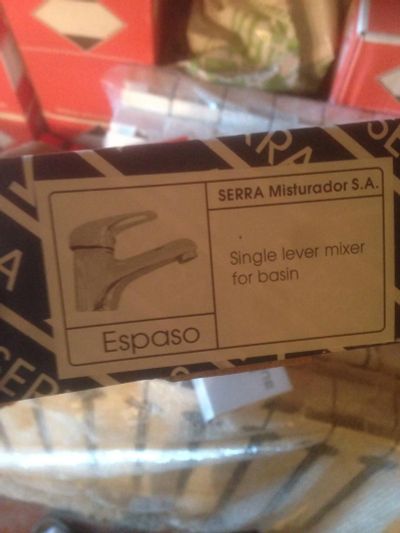 SERRA Misturador S.A.
Single lever mixer
for basin
Espaso